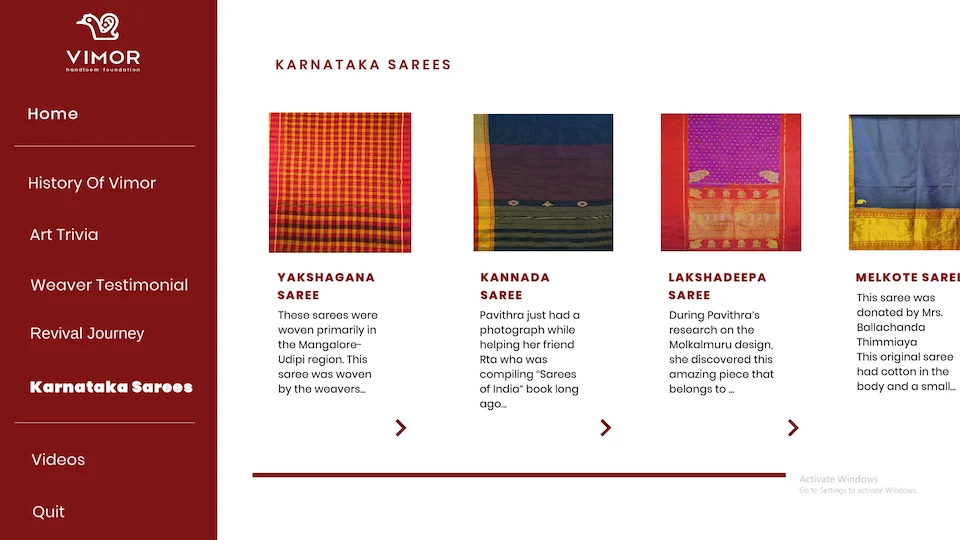 VIMOR
handloom foundation
Home
History Of Vimor
Art Trivia
Weaver Testimonial
Revival Journey
Karnataka Sarees
Videos
Quit
KARNATAKA SAREES
YAKSHAGANA
SAREE
These sarees were
woven primarily in
the Mangalore-
Udipi region. This
saree was woven
by the weavers...
KANNADA
SAREE
Pavithra just had a
photograph while
helping her friend
Rta who was
compiling "Sarees
of India" book long
ago...
LAKSHADEEPA
SAREE
During Pavithra's
research on the
Molkalmuru design,
she discovered this
amazing piece that
belongs to ...
MELKOTE SAREE
This saree was
donated by Mrs.
Ballachanda
Thimmiaya
This original saree
had cotton in the
body and a small...
Activate Windows
Go to Settings to activate Windows.